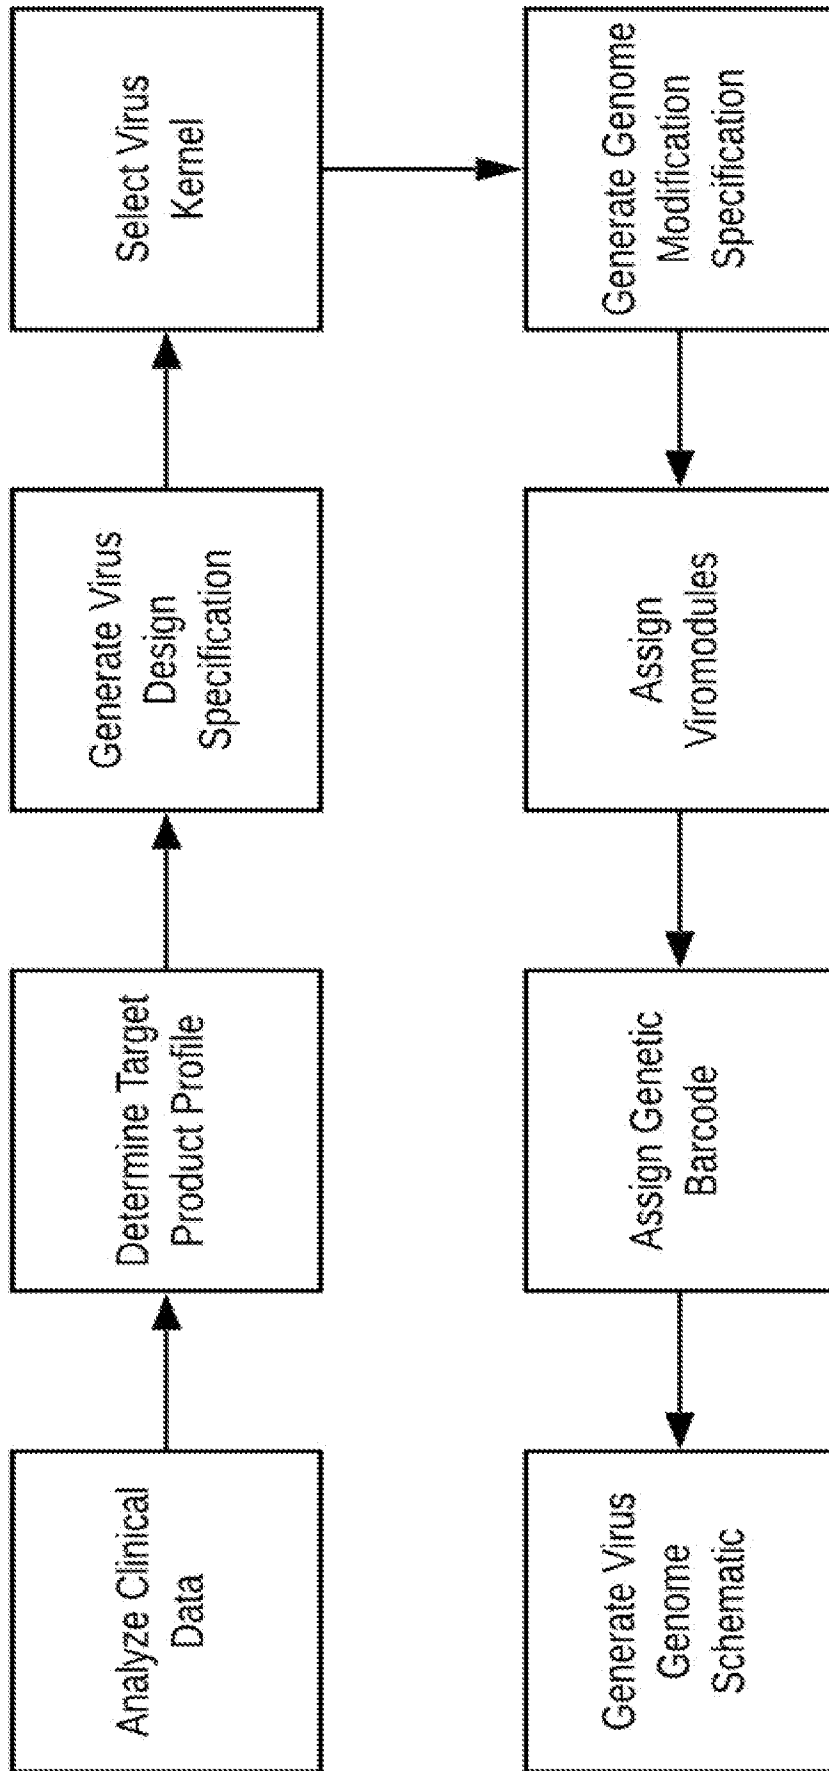 Analyze Clinical
Data
Determine Target
Product Profile
Generate Virus
Design
Specification
Select Virus
Kernel
Generate Genome
Modification
Specification
Assign
Viromodules
Assign Genetic
Barcode
Generate Virus
Genome
Schematic